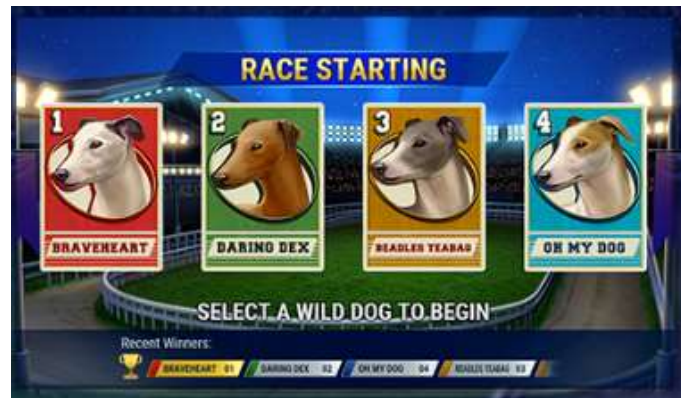 RACE STARTING
1
2
3
4
BRAVEHEART
DARING DEX
BEADLES TEABAG
OH MY DOG
SELECT A WILD DOG TO BEGIN
Recent Winners:
BRAVEHEART 01 DARING DEX 02 OH MY DOG 04 BEADLES TEABAG 03